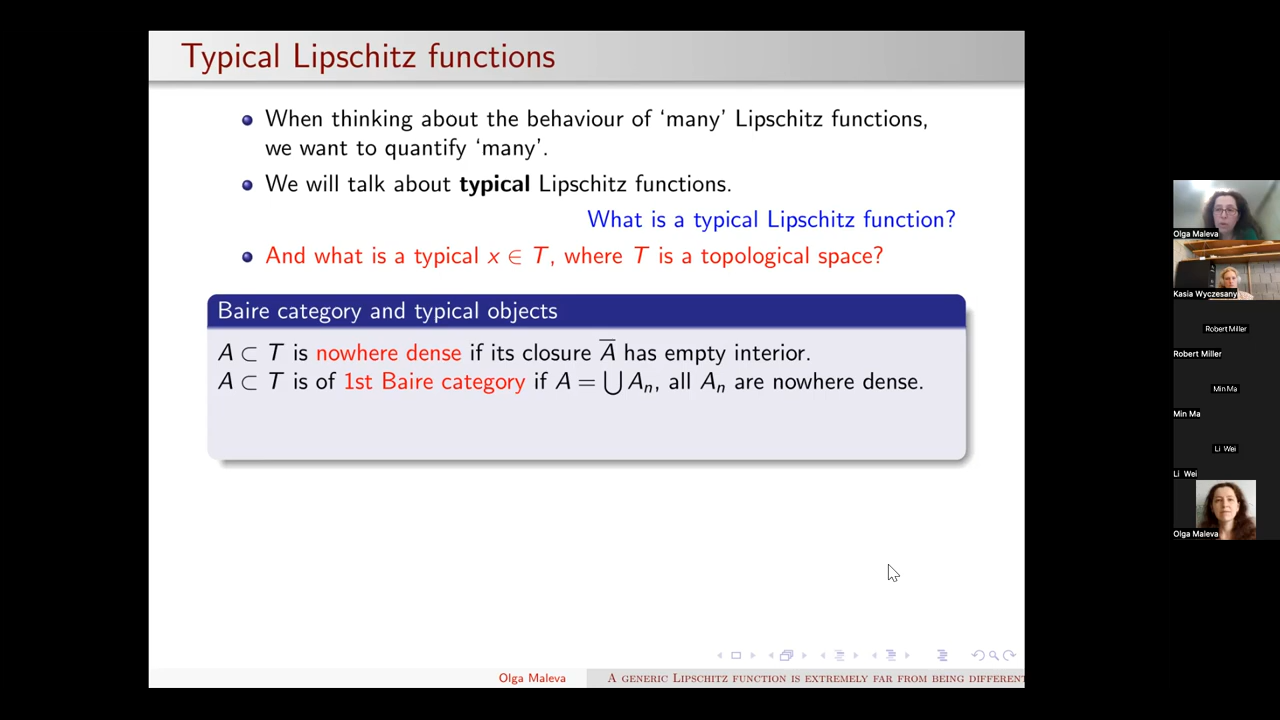 Typical Lipschitz functions
When thinking about the behaviour of ‘many’ Lipschitz functions,
we want to quantify ‘many’.
We will talk about typical Lipschitz functions.
What is a typical Lipschitz function?
And what is a typical x ∈ T, where T is a topological space?
Baire category and typical objects
A ⊂ T is nowhere dense if its closure A̅ has empty interior.
A ⊂ T is of 1st Baire category if A = ⋃ Aₙ, all Aₙ are nowhere dense.
Olga Maleva
A GENERIC LIPSCHITZ FUNCTION IS EXTREMELY FAR FROM BEING DIFFERENT
Olga Maleva
Kasia Wyczesany
Robert Miller
Robert Miller
Min Ma
Min Ma
Li Wei
Li Wei
Olga Maleva